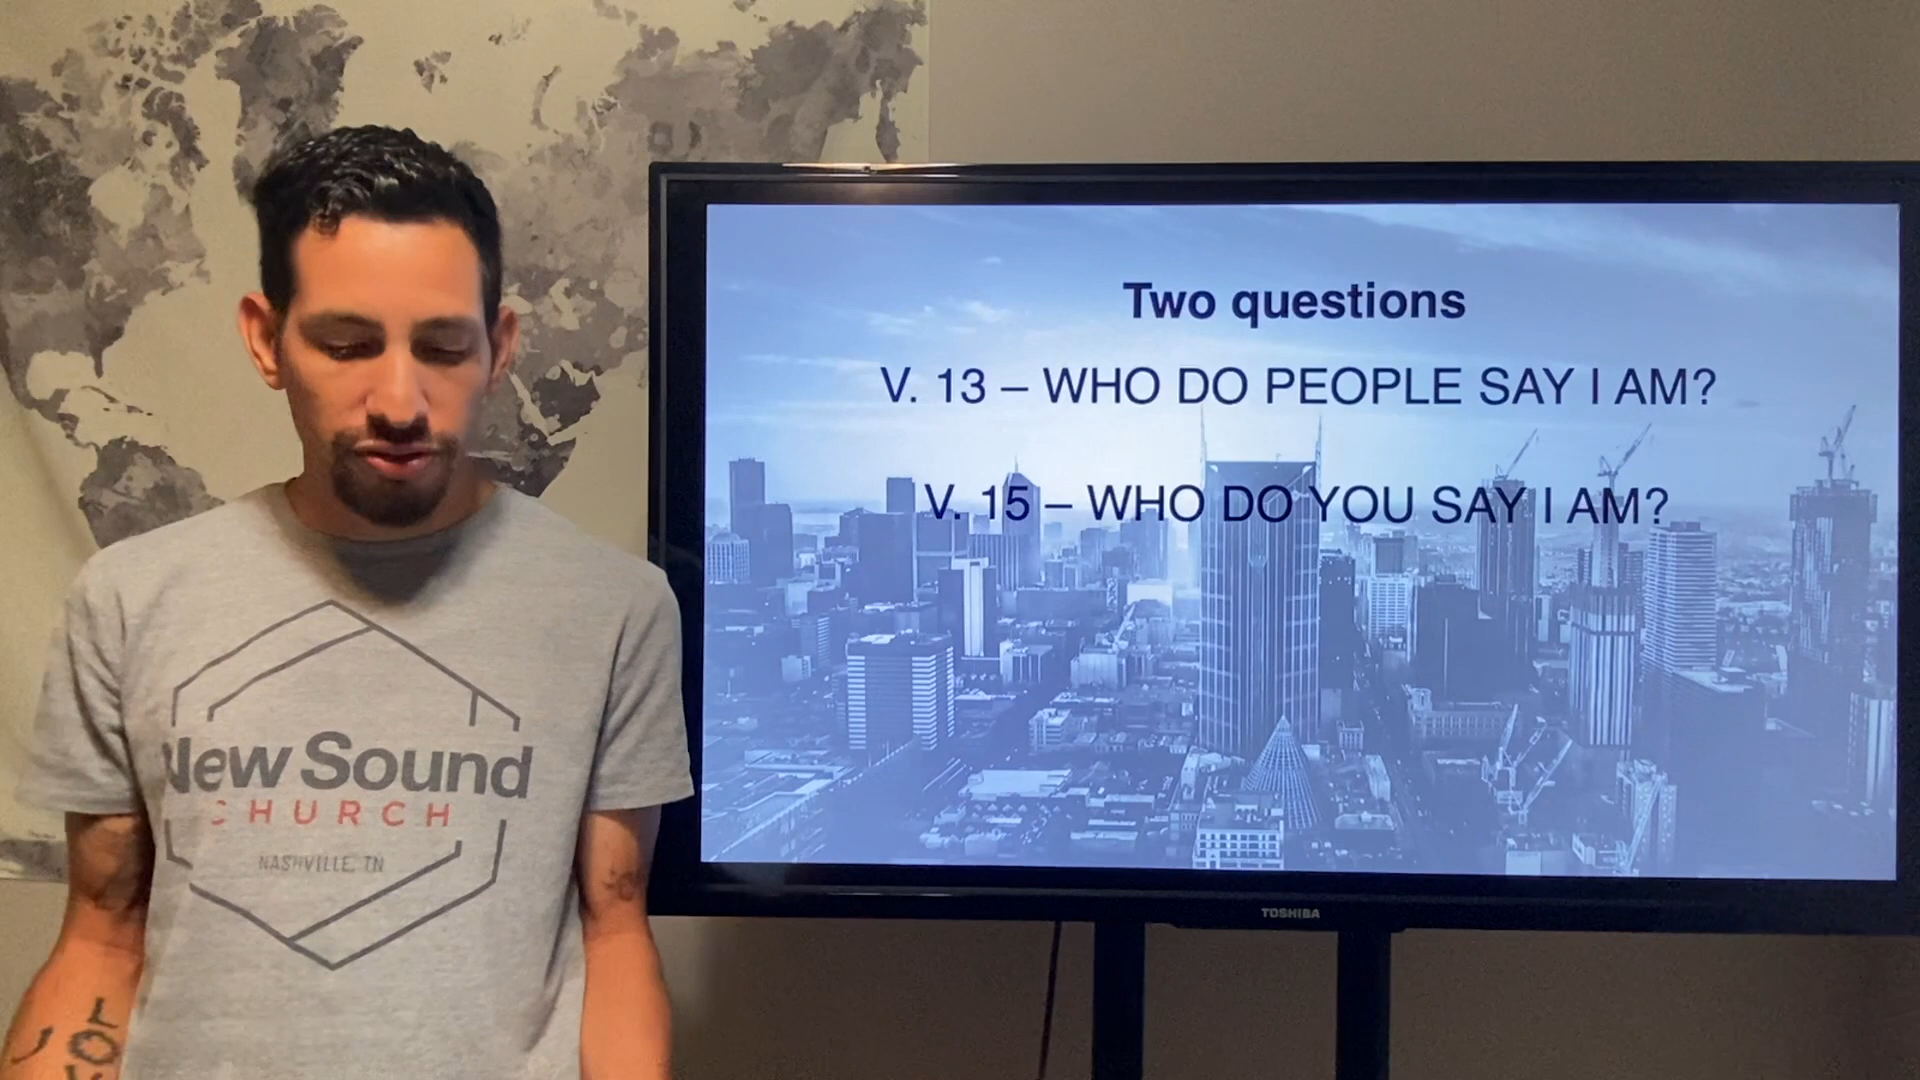 Two questions
V. 13 – WHO DO PEOPLE SAY I AM?
V. 15 – WHO DO YOU SAY I AM?
TOSHIBA
New Sound
CHURCH
NASHVILLE, TN